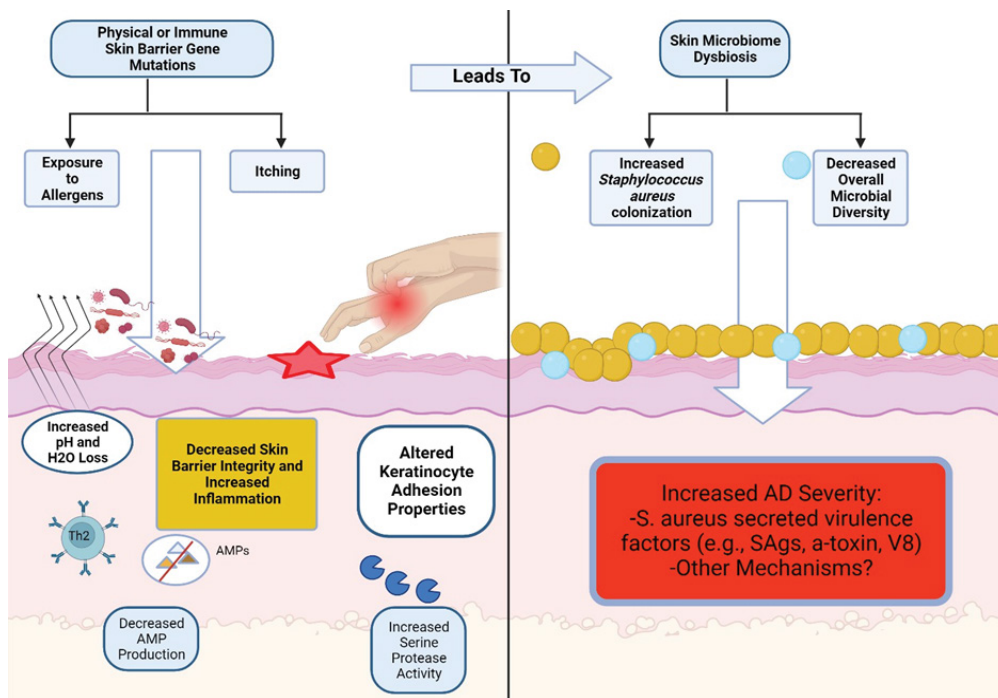 Physical or Immune
Skin Barrier Gene
Mutations
Exposure
to
Allergens
Itching
Leads To
Skin Microbiome
Dysbiosis
Increased
Staphylococcus
aureus
colonization
Decreased
Overall
Microbial
Diversity
Increased
pH and
H2O Loss
Decreased Skin
Barrier Integrity and
Increased
Inflammation
Altered
Keratinocyte
Adhesion
Properties
Th2
AMPs
Decreased
AMP
Production
Increased
Serine
Protease
Activity
Increased AD Severity:
-S. aureus secreted virulence
factors (e.g., SAgs, a-toxin, V8)
-Other Mechanisms?